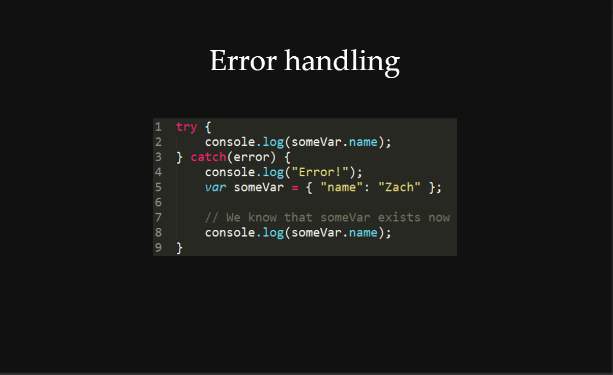 Error handling
1 try {
2     console.log(someVar.name);
3 } catch(error) {
4     console.log("Error!");
5     var someVar = { "name": "Zach" };
6
7     // We know that someVar exists now
8     console.log(someVar.name);
9 }